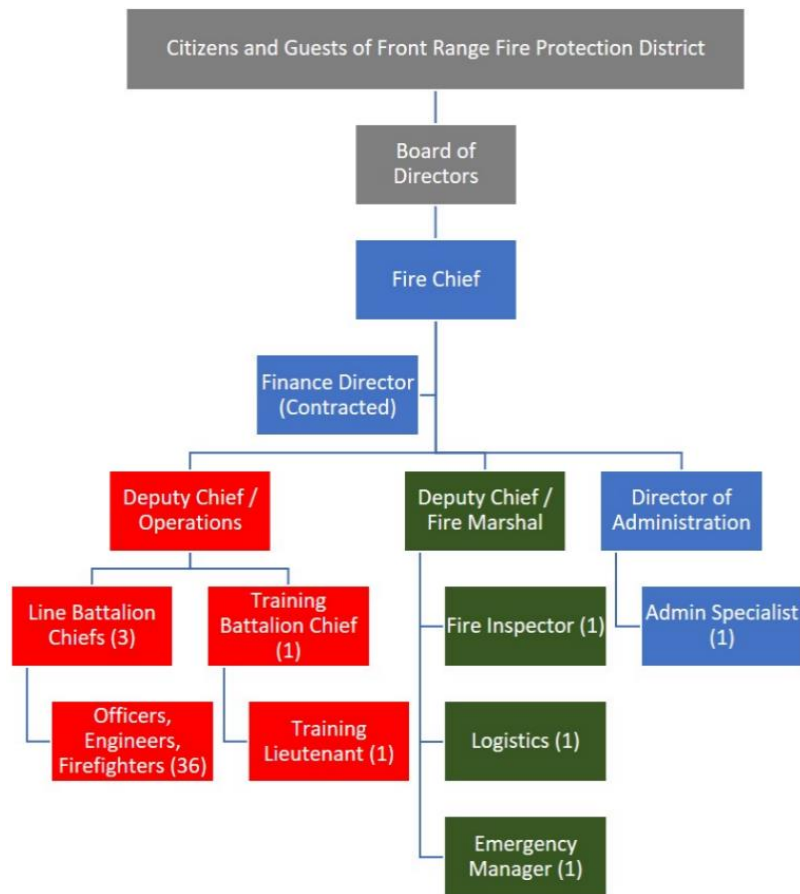 Citizens and Guests of Front Range Fire Protection District
Board of
Directors
Fire Chief
Finance Director
(Contracted)
Deputy Chief /
Operations
Deputy Chief /
Fire Marshal
Director of
Administration
Line Battalion
Chiefs (3)
Training
Battalion Chief
(1)
Fire Inspector (1)
Admin Specialist
(1)
Officers,
Engineers,
Firefighters (36)
Training
Lieutenant (1)
Logistics (1)
Emergency
Manager (1)